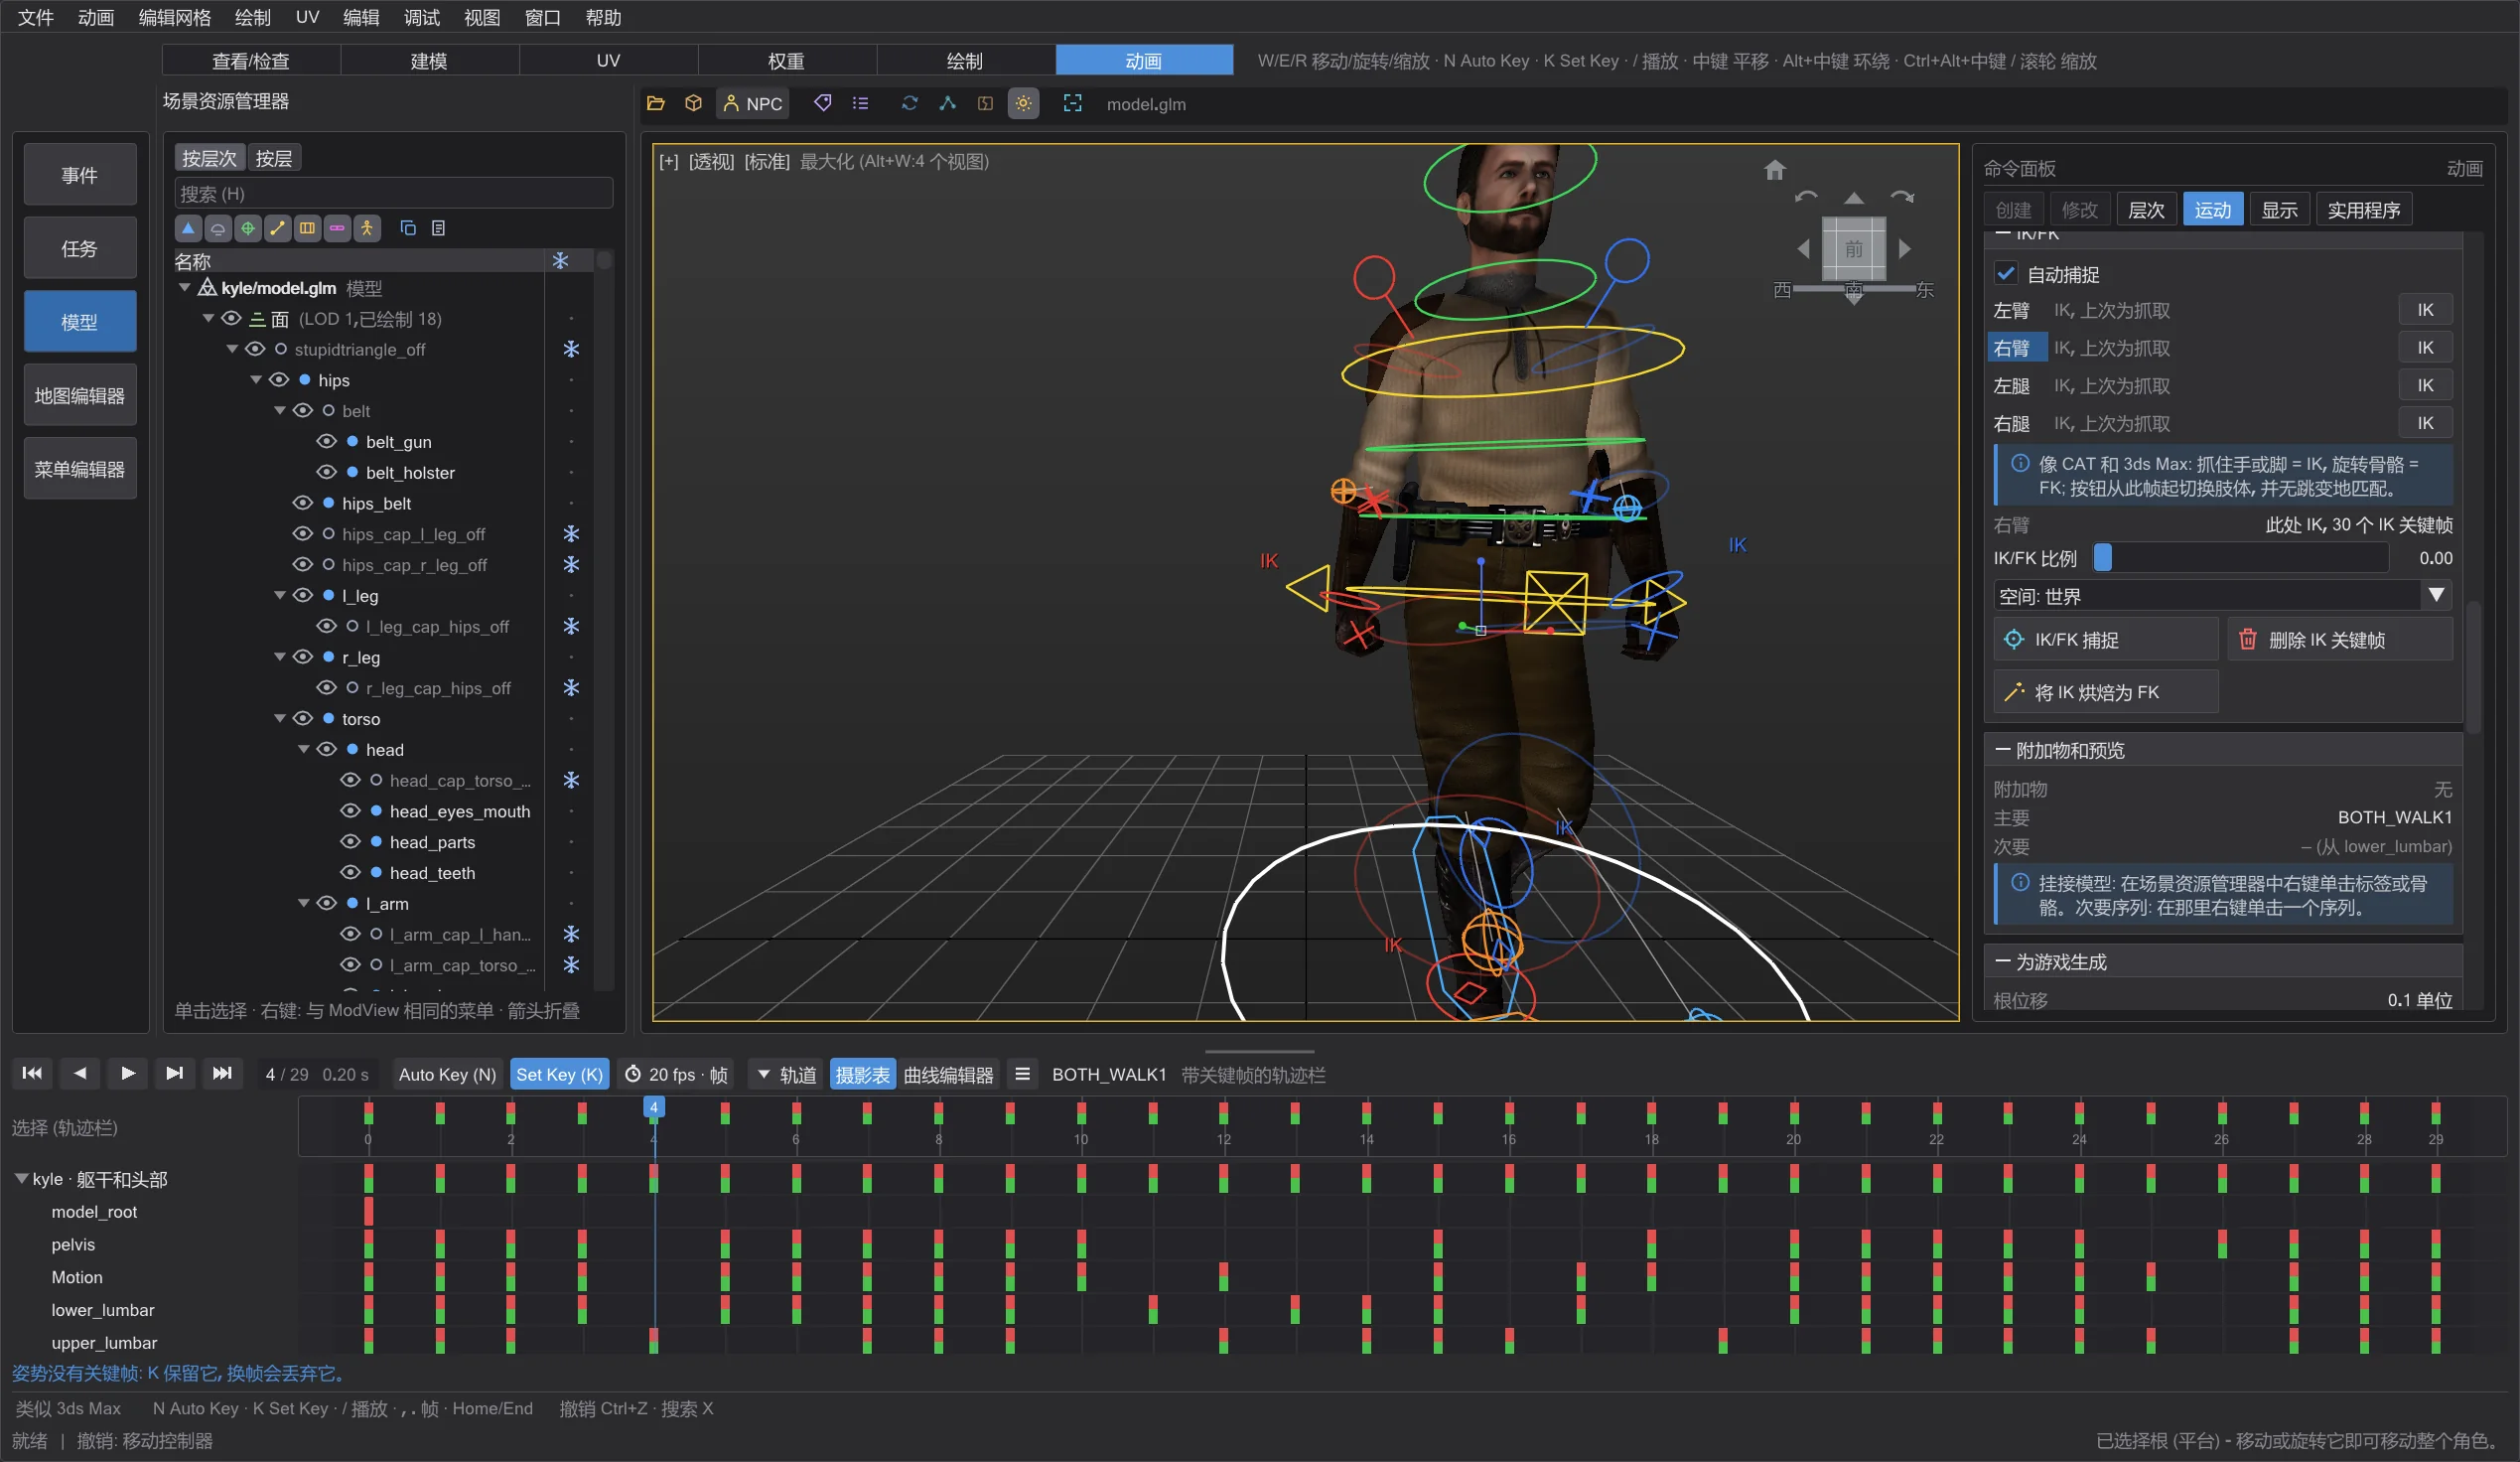 文件 动画 编辑网格 绘制 UV 编辑 调试 视图 窗口 帮助
查看/检查 建模 UV 权重 绘制 动画 W/E/R 移动/旋转/缩放 · N Auto Key · K Set Key · / 播放 · 中键 平移 · Alt+中键 环绕 · Ctrl+Alt+中键 / 滚轮 缩放
场景资源管理器
NPC model.glm
事件
任务
模型
地图编辑器
菜单编辑器
按层次 按层
搜索 (H)
名称
kyle/model.glm 模型
面 (LOD 1,已绘制 18)
stupidtriangle_off
hips
belt
belt_gun
belt_holster
hips_belt
hips_cap_l_leg_off
hips_cap_r_leg_off
l_leg
l_leg_cap_hips_off
r_leg
r_leg_cap_hips_off
torso
head
head_cap_torso_...
head_eyes_mouth
head_parts
head_teeth
l_arm
l_arm_cap_l_han...
l_arm_cap_torso_...
单击选择 · 右键: 与 ModView 相同的菜单 · 箭头折叠
[+] [透视] [标准] 最大化 (Alt+W:4 个视图)
前
西 南 东
IK
IK
IK
IK
命令面板 动画
创建 修改 层次 运动 显示 实用程序
IK/FK
自动捕捉
左臂 IK, 上次为抓取 IK
右臂 IK, 上次为抓取 IK
左腿 IK, 上次为抓取 IK
右腿 IK, 上次为抓取 IK
像 CAT 和 3ds Max: 抓住手或脚 = IK, 旋转骨骼 =
FK; 按钮从此帧起切换肢体, 并无跳变地匹配。
右臂 此处 IK, 30 个 IK 关键帧
IK/FK 比例 0.00
空间: 世界
IK/FK 捕捉 删除 IK 关键帧
将 IK 烘焙为 FK
附加物和预览
附加物 无
主要 BOTH_WALK1
次要 – (从 lower_lumbar)
挂接模型: 在场景资源管理器中右键单击标签或骨
骼。次要序列: 在那里右键单击一个序列。
为游戏生成
根位移 0.1 单位
4 / 29 0.20 s Auto Key (N) Set Key (K) 20 fps · 帧 轨道 摄影表 曲线编辑器 BOTH_WALK1 带关键帧的轨迹栏
4
选择 (轨迹栏)
0 2 4 6 8 10 12 14 16 18 20 22 24 26 28 29
kyle · 躯干和头部
model_root
pelvis
Motion
lower_lumbar
upper_lumbar
姿势没有关键帧: K 保留它, 换帧会丢弃它。
类似 3ds Max N Auto Key · K Set Key · / 播放 · , . 帧 · Home/End 撤销 Ctrl+Z · 搜索 X
就绪 | 撤销: 移动控制器
已选择根 (平台) - 移动或旋转它即可移动整个角色。